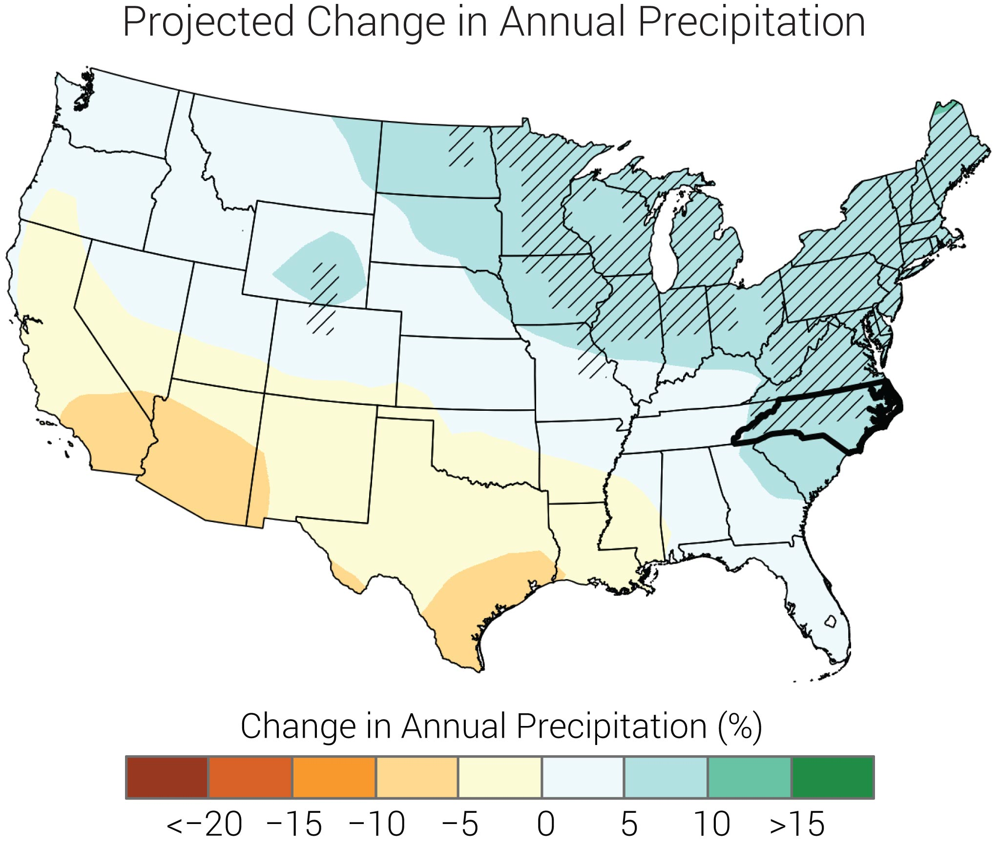 Projected Change in Annual Precipitation
Change in Annual Precipitation (%)
<−20 −15 −10 −5 0 5 10 >15